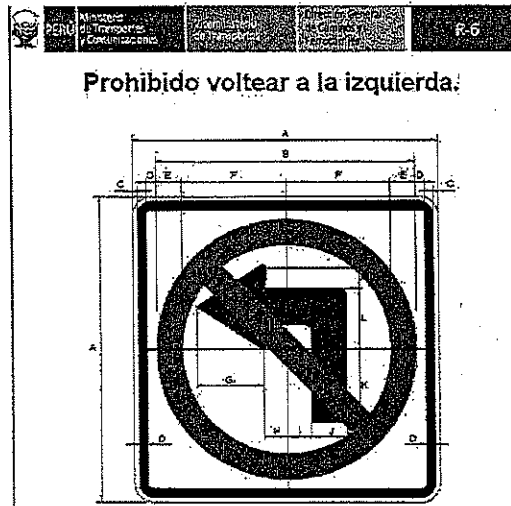 PERÚ Ministerio de Transportes y Comunicaciones
R-6
Prohibido voltear a la izquierda.
A
B
D E F F E D
C C
A
L
G K
H I J
D D